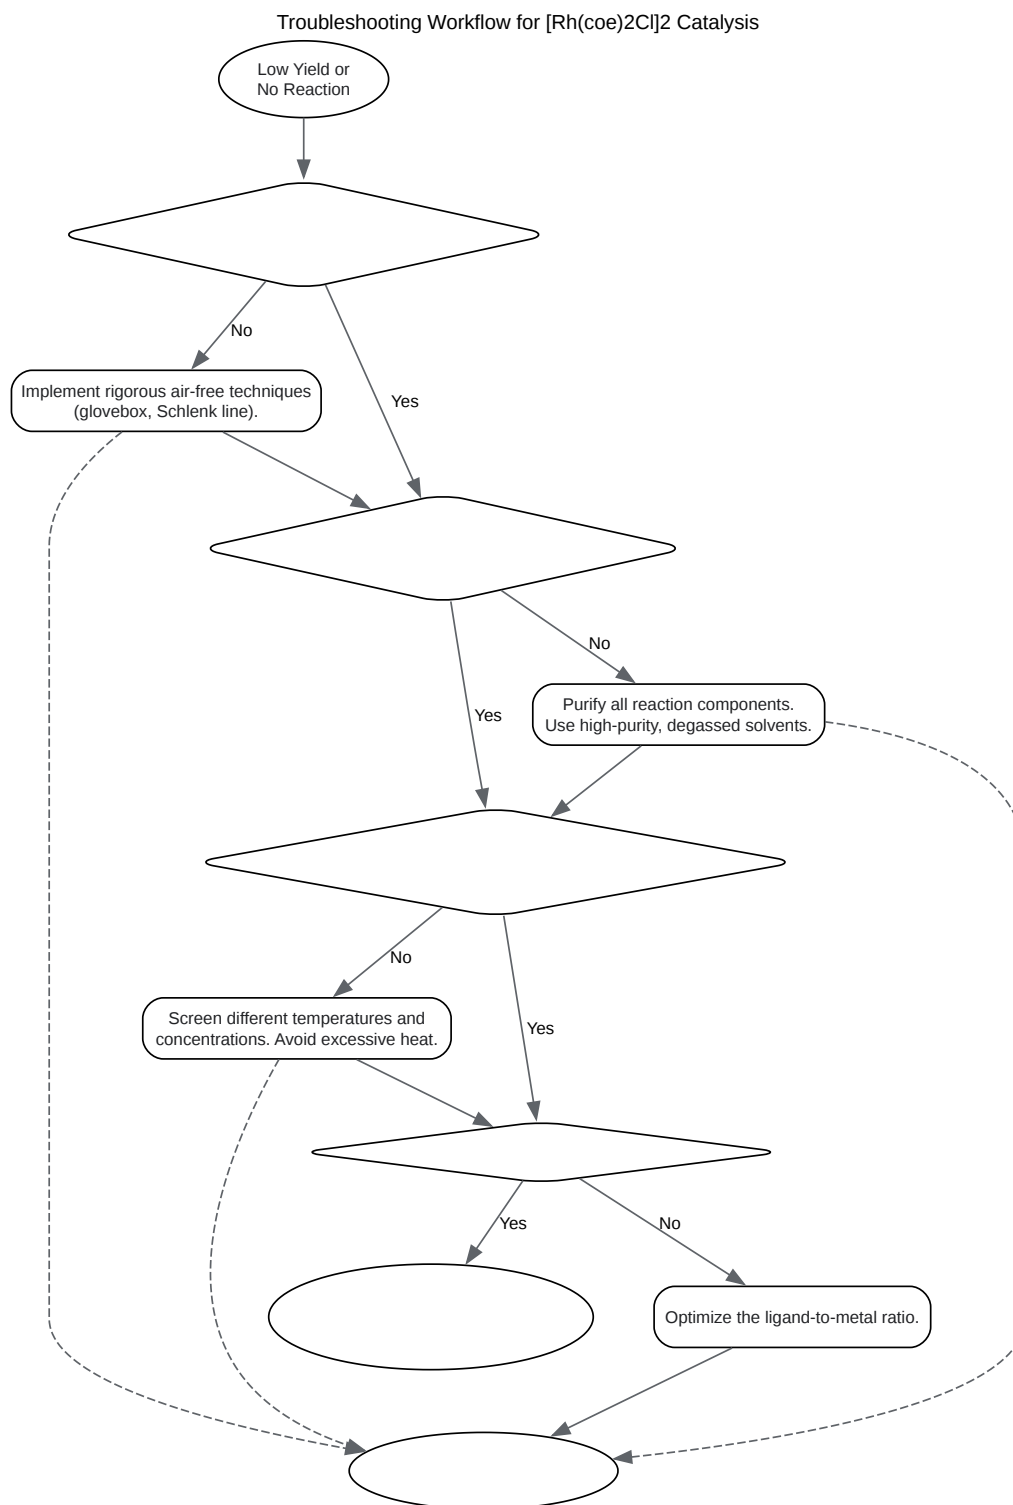 Troubleshooting Workflow for [Rh(coe)2Cl]2 Catalysis
Low Yield or
No Reaction
No
Implement rigorous air-free techniques
(glovebox, Schlenk line).
Yes
No
Purify all reaction components.
Use high-purity, degassed solvents.
Yes
No
Screen different temperatures and
concentrations. Avoid excessive heat.
Yes
Yes
No
Optimize the ligand-to-metal ratio.